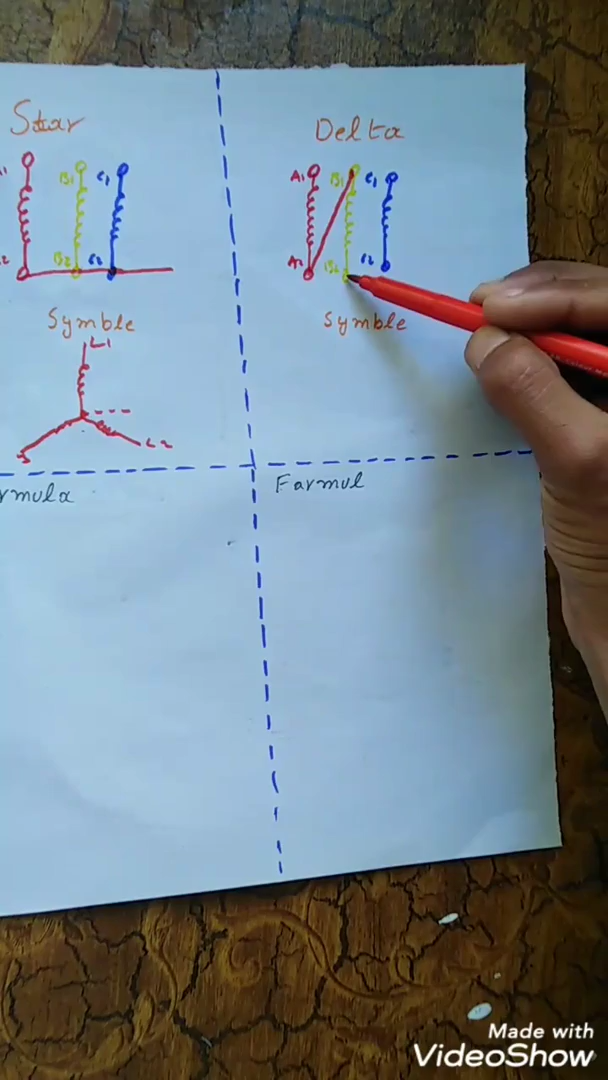 Star
Delta
A1 B1 C1
A2 B2 C2
B1 C1
B2 C2
Symble
L1
L2
Symble
rmula
Farmul
Made with
VideoShow